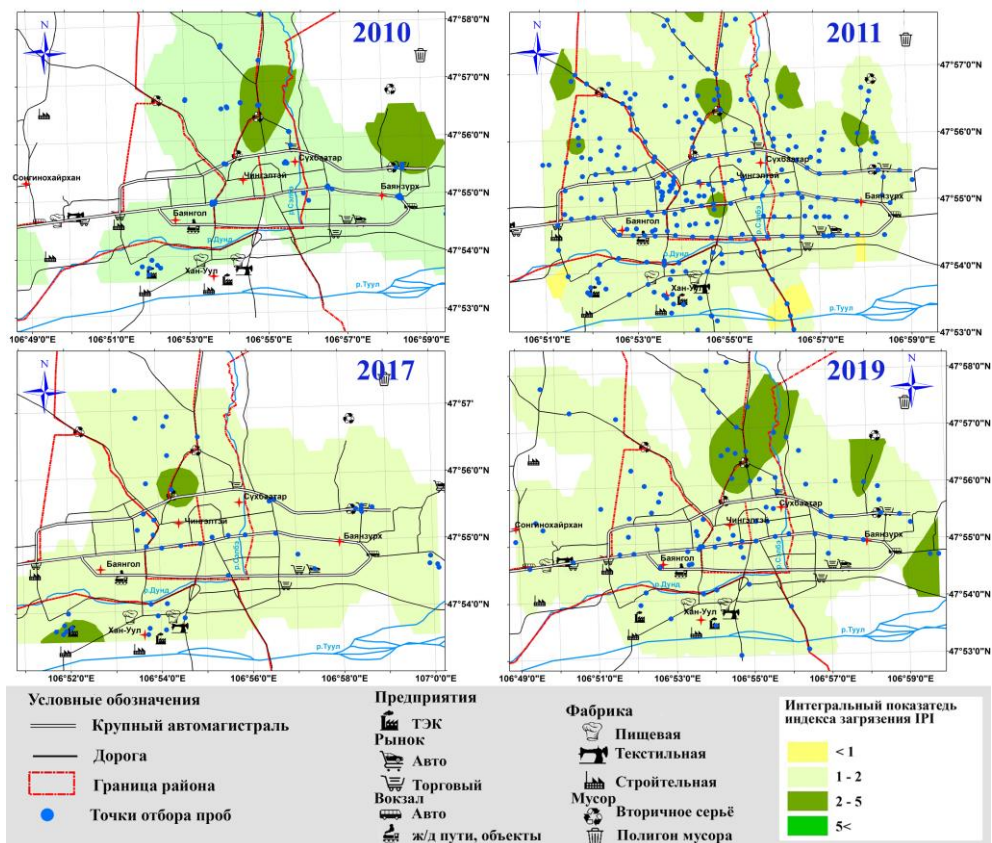 N
2010
47°58'0"N
47°57'0"N
47°56'0"N
47°55'0"N
47°54'0"N
47°53'0"N
Сонгинохайрхан
Сүхбаатар
Чингэлтэй
Баянзүрх
Баянгол
р.Сэлбэ
р.Дунд
Хан-Уул
р.Туул
106°49'0"E 106°51'0"E 106°53'0"E 106°55'0"E 106°57'0"E 106°59'0"E
N
2011
47°57'0"N
47°56'0"N
47°55'0"N
47°54'0"N
47°53'0"N
Сүхбаатар
Чингэлтэй
Баянзүрх
Баянгол
р.Сэлбэ
р.Дунд
Хан-Уул
р.Туул
106°51'0"E 106°53'0"E 106°55'0"E 106°57'0"E 106°59'0"E
N
2017
47°57'
47°56'0"N
47°55'0"N
47°54'0"N
Сүхбаатар
Чингэлтэй
Баянзүрх
Баянгол
р.Сэлбэ
р.Дунд
Хан-Уул
р.Туул
106°52'0"E 106°54'0"E 106°56'0"E 106°58'0"E 107°0'0"E
2019
N
47°58'0"N
47°57'0"N
47°56'0"N
47°55'0"N
47°54'0"N
47°53'0"N
Сонгинохайрхан
Сүхбаатар
Чингэлтэй
Баянзүрх
Баянгол
р.Сэлбэ
р.Дунд
Хан-Уул
р.Туул
106°49'0"E 106°51'0"E 106°53'0"E 106°55'0"E 106°57'0"E 106°59'0"E
Условные обозначения
Крупный автомагистраль
Дорога
Граница района
Точки отбора проб
Предприятия
ТЭК
Рынок
Авто
Торговый
Вокзал
Авто
ж/д пути, объекты
Фабрика
Пищевая
Текстильная
Стройтельная
Мусор
Вторичное серьё
Полигон мусора
Интегральный показатедь
индекса загрязения IPI
< 1
1 - 2
2 - 5
5<